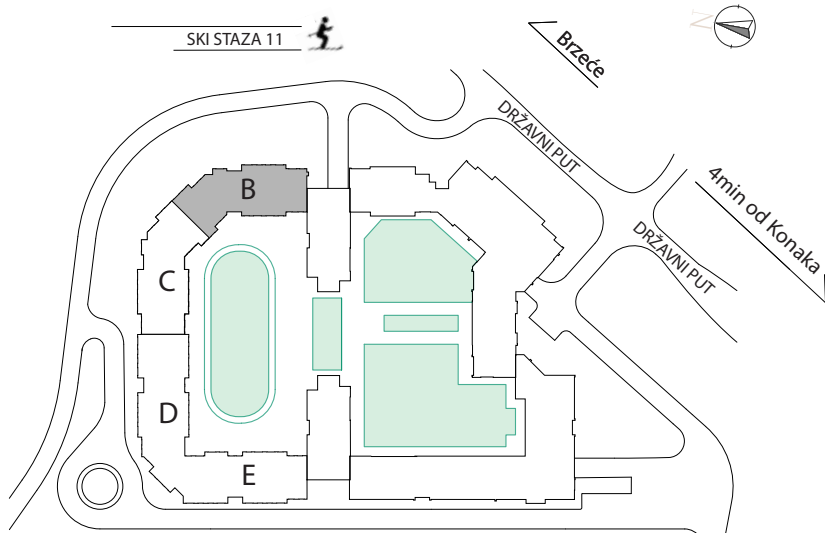 SKI STAZA 11
N
Brzeće
DRŽAVNI PUT
4min od Konaka
DRŽAVNI PUT
B
C
D
E